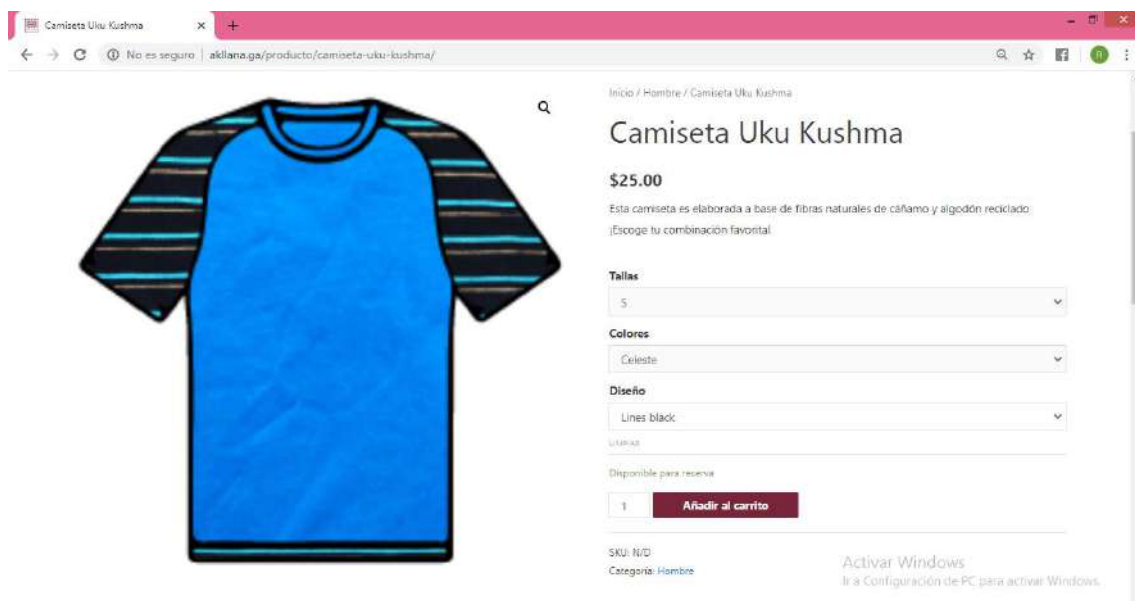 Camiseta Uku Kushma
No es seguro | akllana.ga/producto/camiseta-uku-kushma/
Inicio / Hombre / Camiseta Uku Kushma
Camiseta Uku Kushma
$25.00
Esta camiseta es elaborada a base de fibras naturales de cáñamo y algodón reciclado
¡Escoge tu combinación favorita!
Tallas
S
Colores
Celeste
Diseño
Lines black
Disponible para reserva
1 Añadir al carrito
SKU: N/D
Categoría: Hombre
Activar Windows
Ir a Configuración de PC para activar Windows.